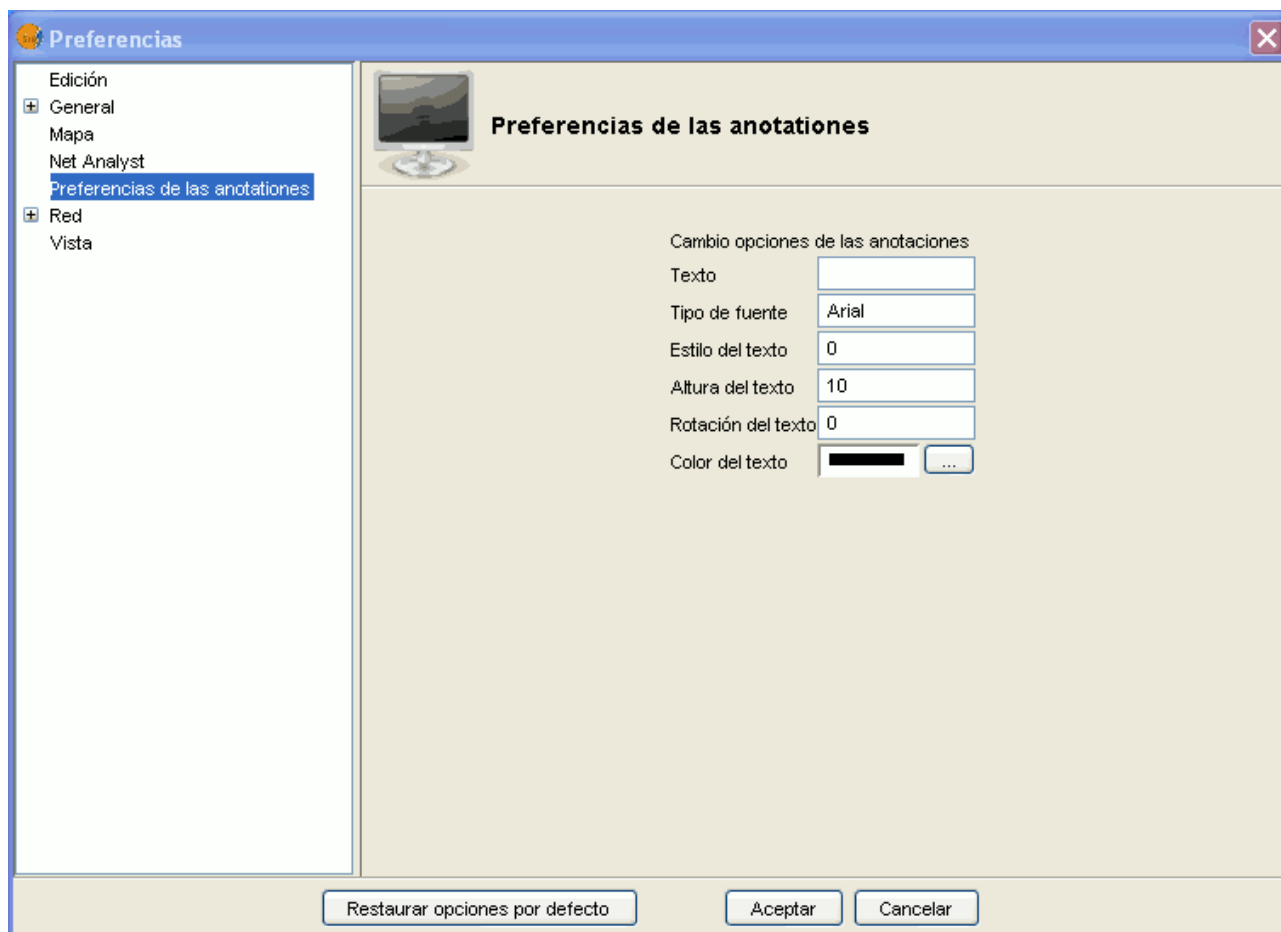 Preferencias
Edición
General
Mapa
Net Analyst
Preferencias de las anotationes
Red
Vista
Preferencias de las anotationes
Cambio opciones de las anotaciones
Texto
Tipo de fuente Arial
Estilo del texto 0
Altura del texto 10
Rotación del texto 0
Color del texto ...
Restaurar opciones por defecto Aceptar Cancelar